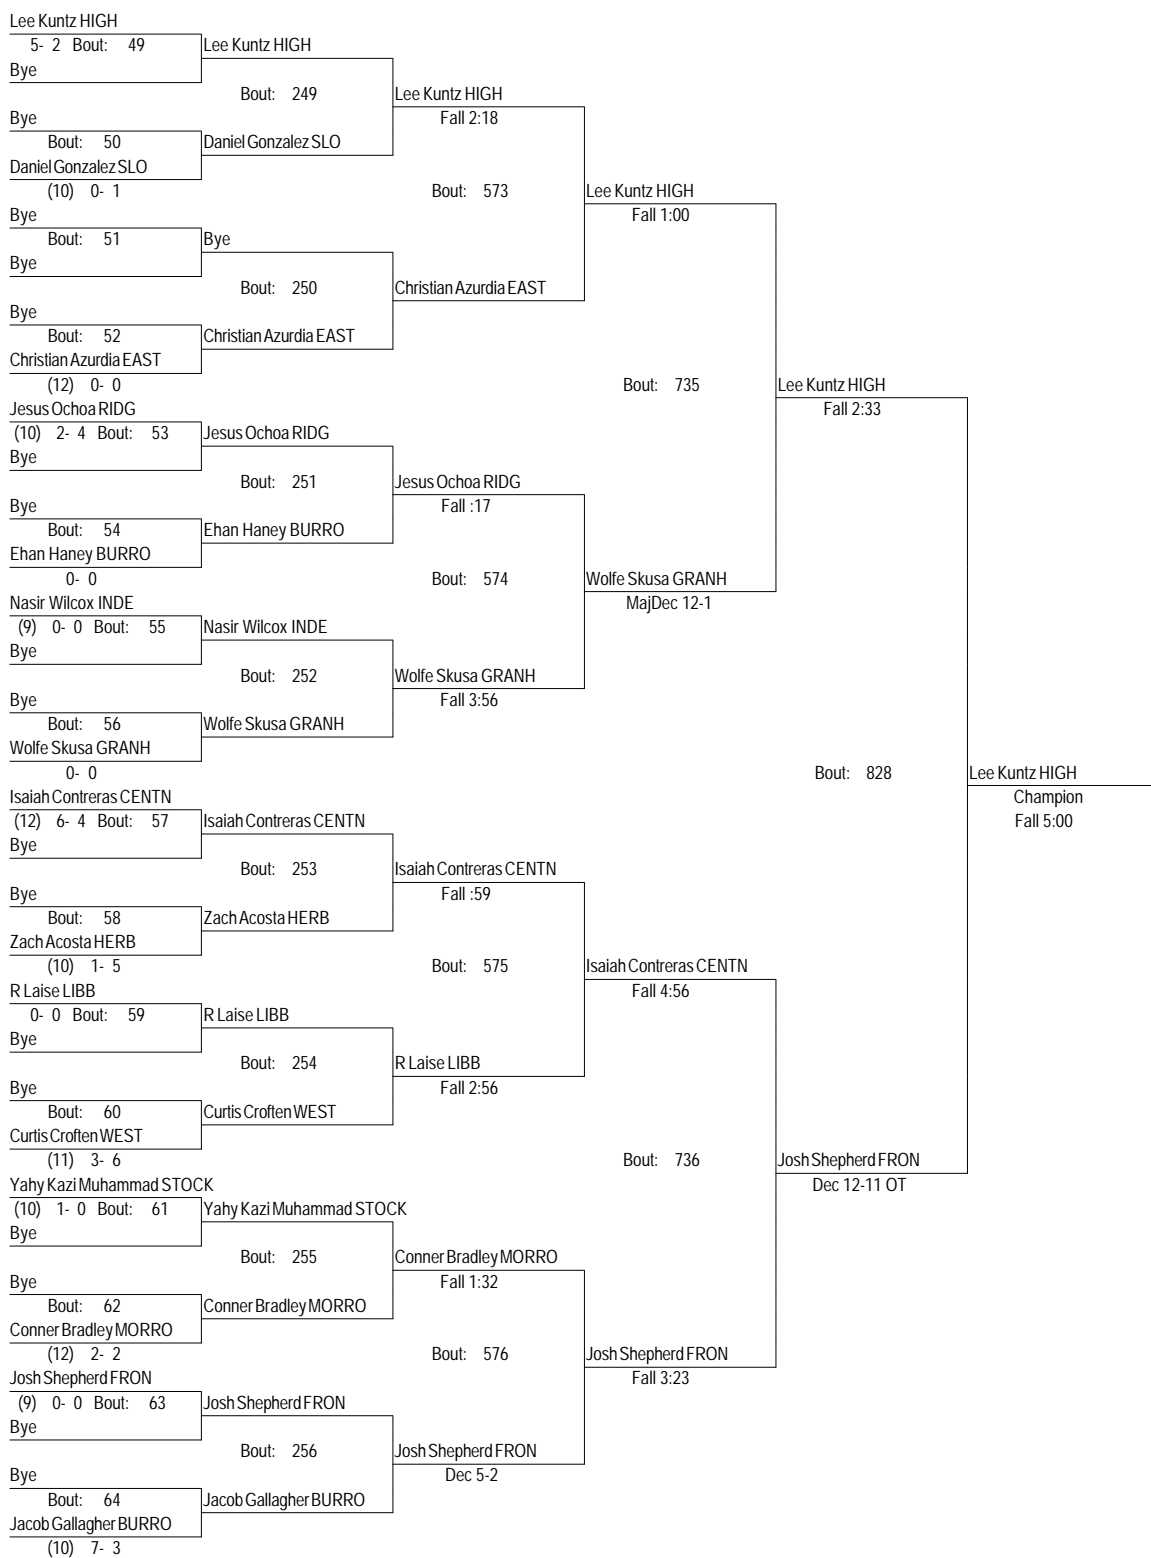 Lee Kuntz HIGH
5- 2 Bout: 49 Lee Kuntz HIGH
Bye
Bout: 249 Lee Kuntz HIGH
Bye Fall 2:18
Bout: 50 Daniel Gonzalez SLO
Daniel Gonzalez SLO
(10) 0- 1 Bout: 573 Lee Kuntz HIGH
Bye Fall 1:00
Bout: 51 Bye
Bye
Bout: 250 Christian Azurdia EAST
Bye
Bout: 52 Christian Azurdia EAST
Christian Azurdia EAST
(12) 0- 0 Bout: 735 Lee Kuntz HIGH
Jesus Ochoa RIDG Fall 2:33
(10) 2- 4 Bout: 53 Jesus Ochoa RIDG
Bye
Bout: 251 Jesus Ochoa RIDG
Bye Fall :17
Bout: 54 Ehan Haney BURRO
Ehan Haney BURRO
0- 0 Bout: 574 Wolfe Skusa GRANH
Nasir Wilcox INDE MajDec 12-1
(9) 0- 0 Bout: 55 Nasir Wilcox INDE
Bye
Bout: 252 Wolfe Skusa GRANH
Bye Fall 3:56
Bout: 56 Wolfe Skusa GRANH
Wolfe Skusa GRANH
0- 0 Bout: 828 Lee Kuntz HIGH
Isaiah Contreras CENTN Champion
(12) 6- 4 Bout: 57 Isaiah Contreras CENTN Fall 5:00
Bye
Bout: 253 Isaiah Contreras CENTN
Bye Fall :59
Bout: 58 Zach Acosta HERB
Zach Acosta HERB
(10) 1- 5 Bout: 575 Isaiah Contreras CENTN
R Laise LIBB Fall 4:56
0- 0 Bout: 59 R Laise LIBB
Bye
Bout: 254 R Laise LIBB
Bye Fall 2:56
Bout: 60 Curtis Croften WEST
Curtis Croften WEST
(11) 3- 6 Bout: 736 Josh Shepherd FRON
Yahy Kazi Muhammad STOCK Dec 12-11 OT
(10) 1- 0 Bout: 61 Yahy Kazi Muhammad STOCK
Bye
Bout: 255 Conner Bradley MORRO
Bye Fall 1:32
Bout: 62 Conner Bradley MORRO
Conner Bradley MORRO
(12) 2- 2 Bout: 576 Josh Shepherd FRON
Josh Shepherd FRON Fall 3:23
(9) 0- 0 Bout: 63 Josh Shepherd FRON
Bye
Bout: 256 Josh Shepherd FRON
Bye Dec 5-2
Bout: 64 Jacob Gallagher BURRO
Jacob Gallagher BURRO
(10) 7- 3